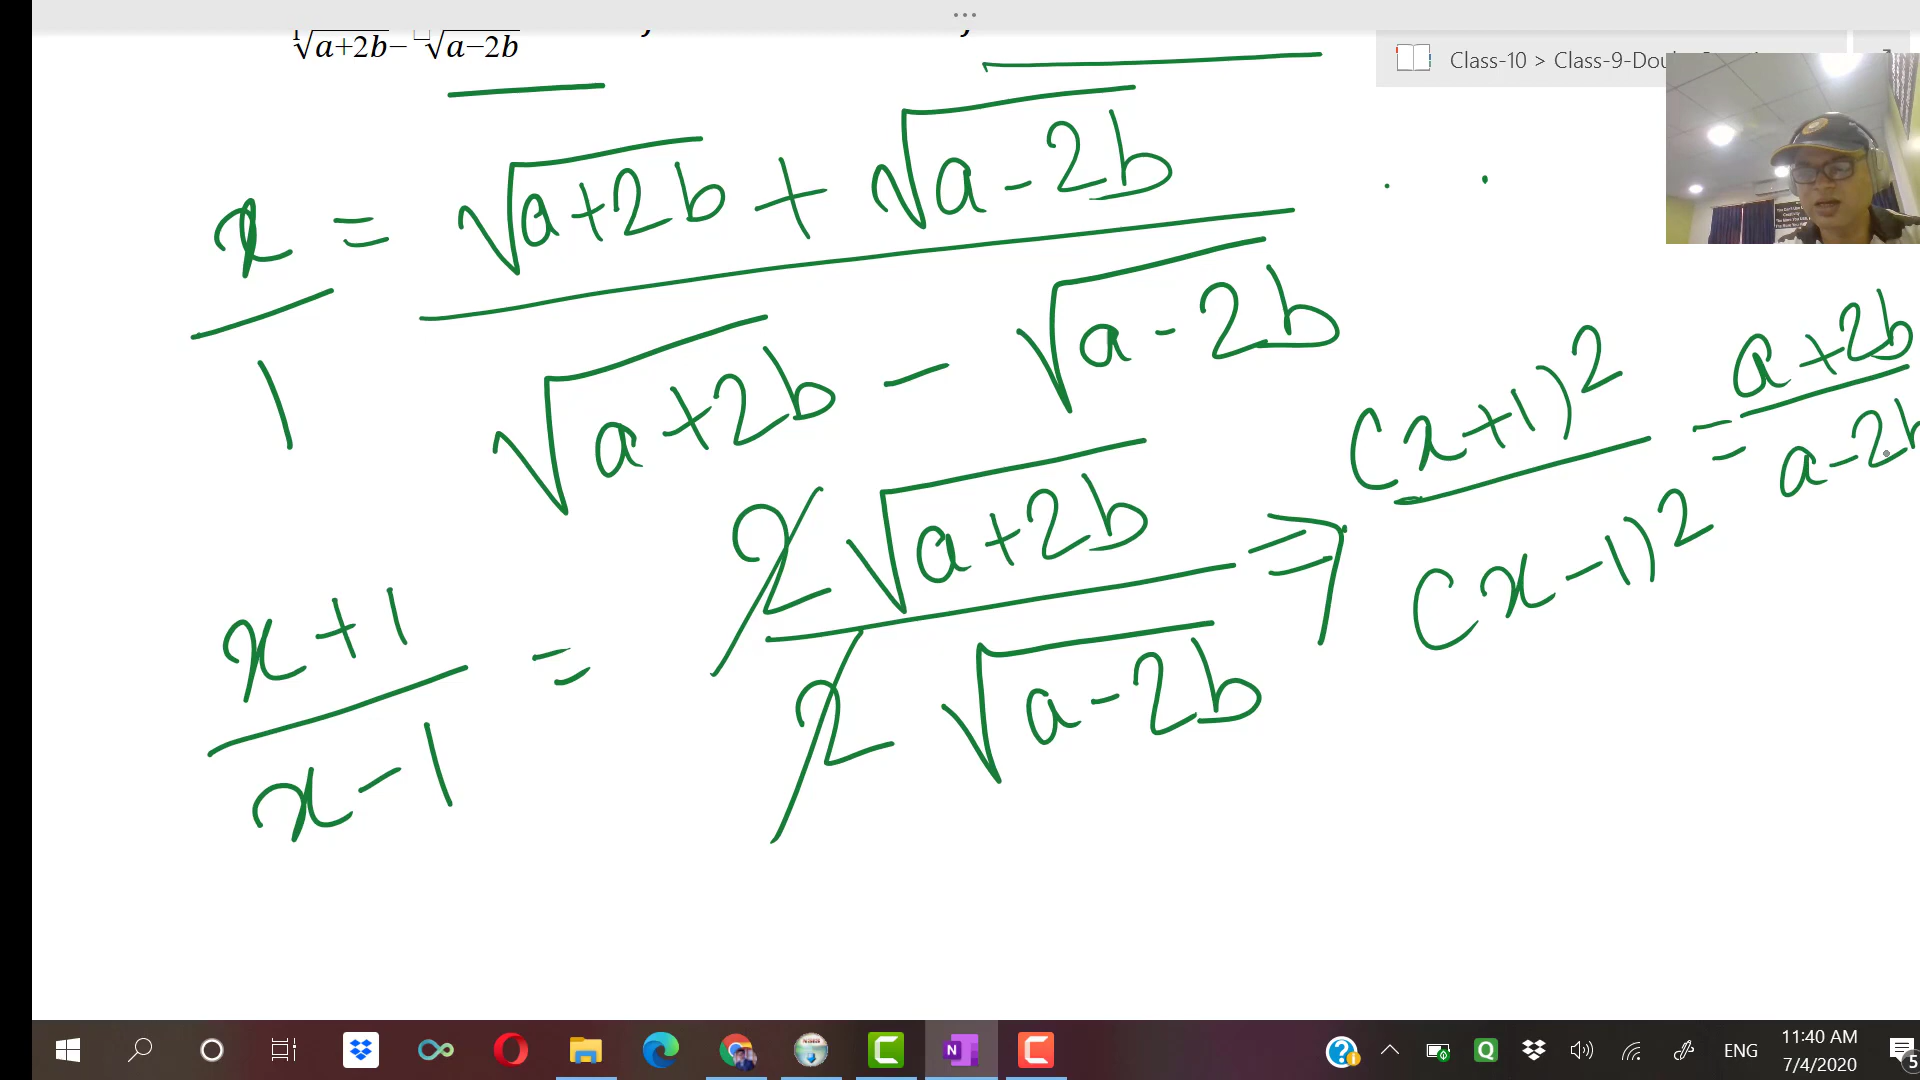 √a+2b − √a−2b
Class-10 > Class-9-Dou
x/1 = (√a+2b + √a-2b)/(√a+2b − √a-2b)
(x+1)/(x-1) = 2√a+2b/2√a-2b ⇒ (x+1)²/(x-1)² = a+2b/a-2b
ENG
11:40 AM
7/4/2020
5